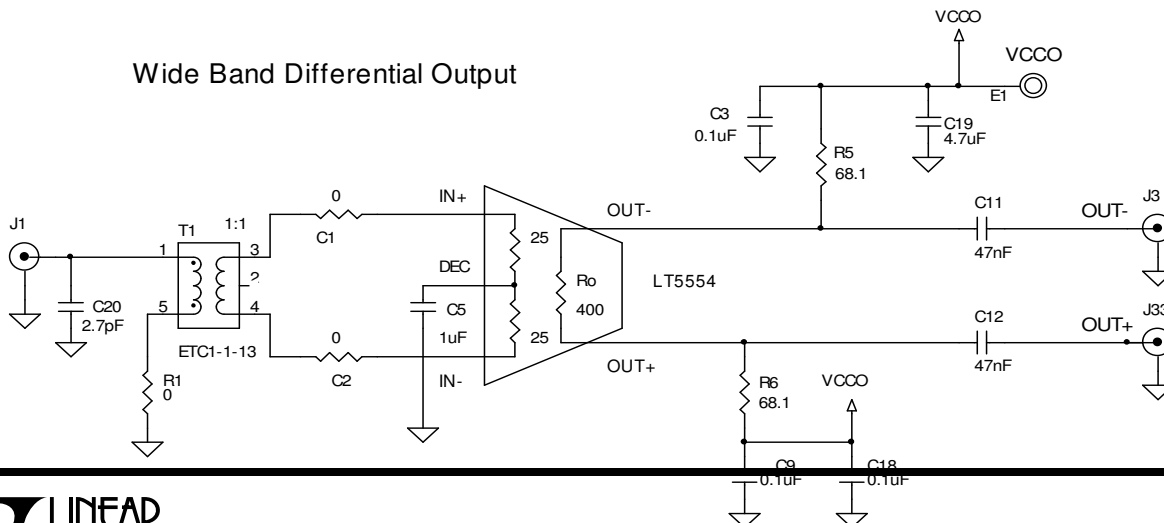 VCCO
Wide Band Differential Output
VCCO
E1
C3
0.1uF
C19
4.7uF
R5
68.1
J1
T1
1:1
0
C1
IN+
OUT-
C11
47nF
OUT-
J3
1
3
2
5
4
C20
2.7pF
ETC1-1-13
R1
0
0
C2
DEC
C5
1uF
IN-
25
25
Ro
400
LT5554
OUT+
C12
47nF
OUT+
J33
R6
68.1
VCCO
C9
0.1uF
C18
0.1uF
LINEAR